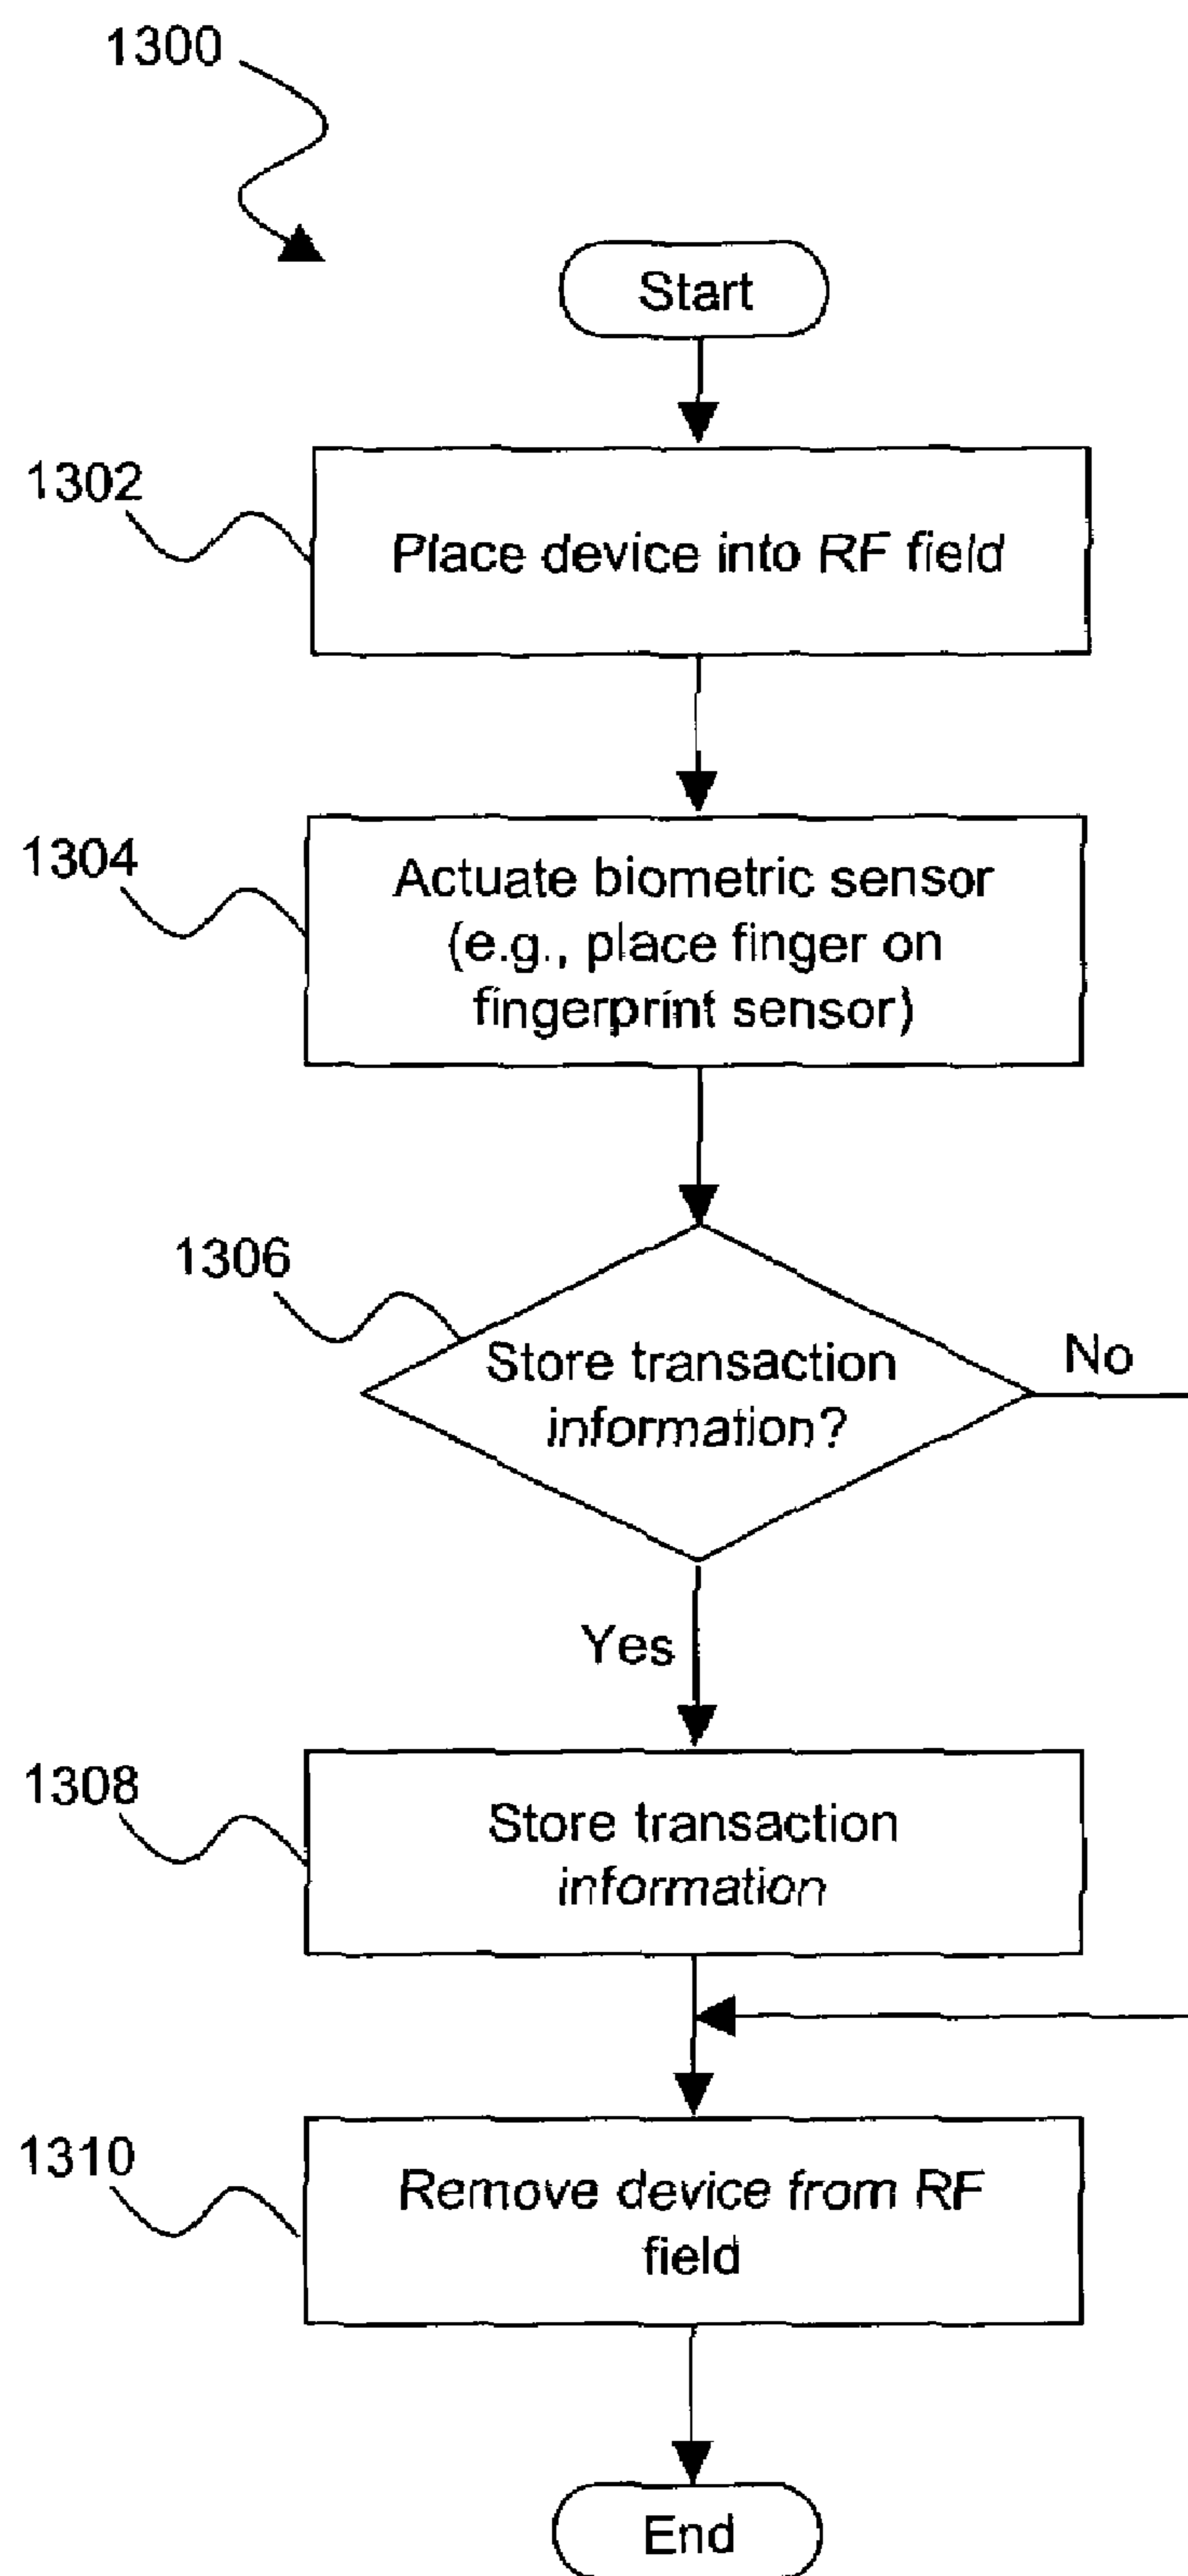 1300
Start
1302
Place device into RF field
1304
Actuate biometric sensor
(e.g., place finger on
fingerprint sensor)
1306
Store transaction
information?
No
Yes
1308
Store transaction
information
1310
Remove device from RF
field
End